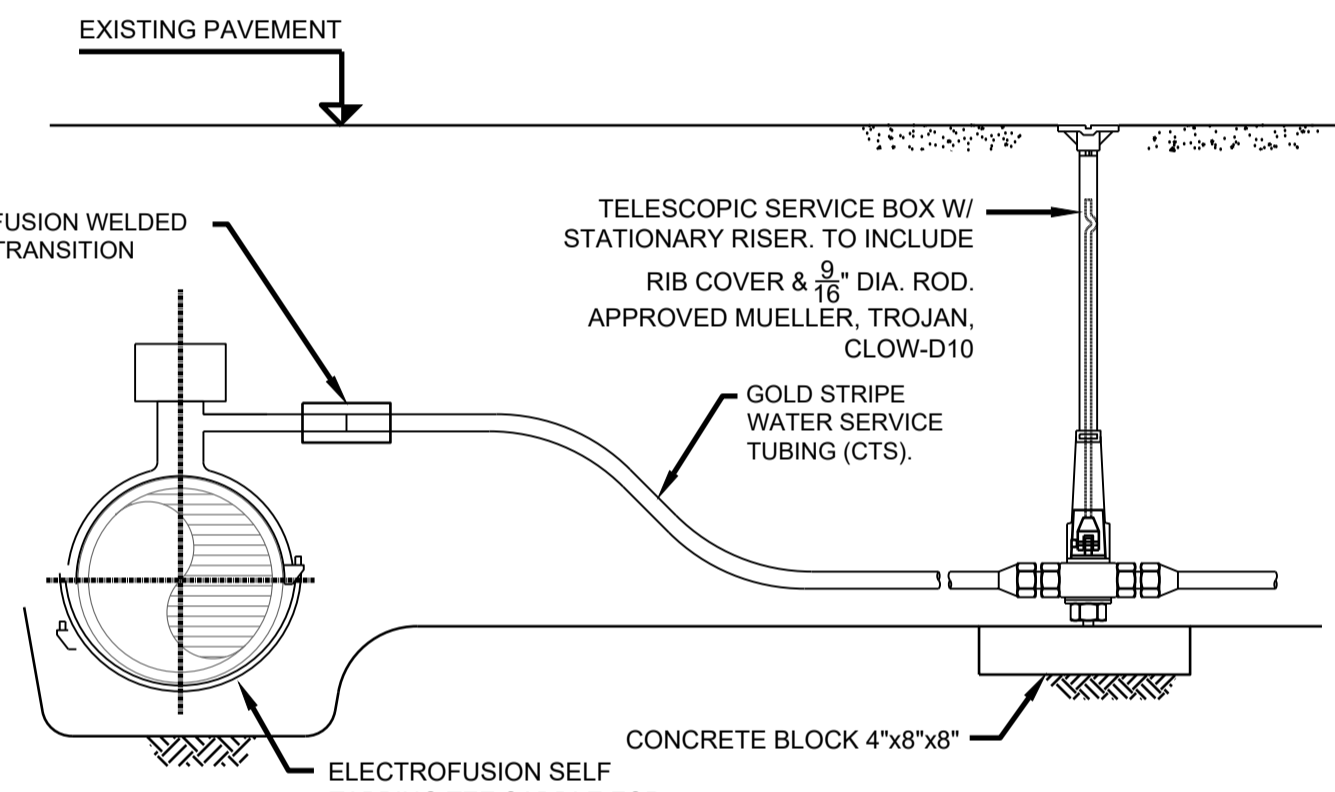 EXISTING PAVEMENT
FUSION WELDED
TRANSITION
TELESCOPIC SERVICE BOX W/
STATIONARY RISER. TO INCLUDE
RIB COVER & 9/16" DIA. ROD.
APPROVED MUELLER, TROJAN,
CLOW-D10
GOLD STRIPE
WATER SERVICE
TUBING (CTS).
CONCRETE BLOCK 4"x8"x8"
ELECTROFUSION SELF